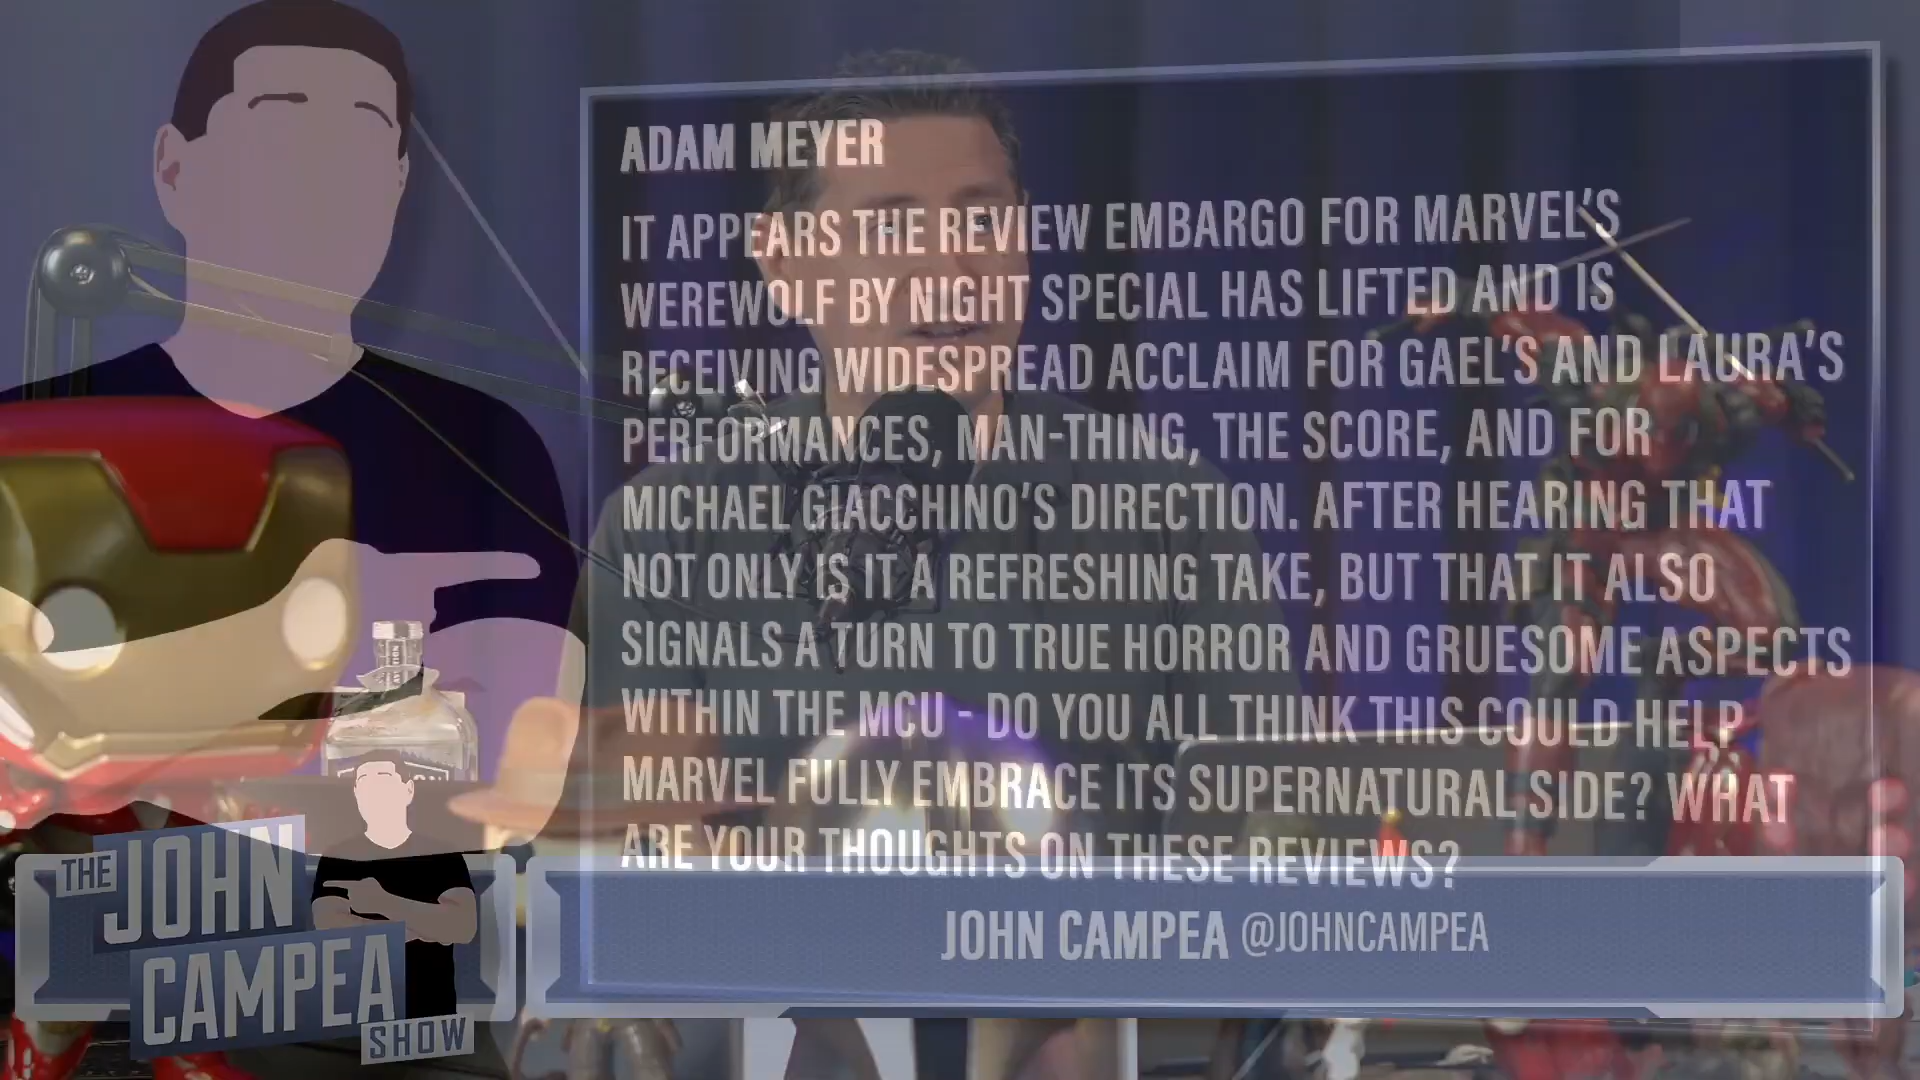 ADAM MEYER
IT APPEARS THE REVIEW EMBARGO FOR MARVEL'S
WEREWOLF BY NIGHT SPECIAL HAS LIFTED AND IS
RECEIVING WIDESPREAD ACCLAIM FOR GAEL'S AND LAURA'S
PERFORMANCES, MAN-THING, THE SCORE, AND FOR
MICHAEL GIACCHINO'S DIRECTION. AFTER HEARING THAT
NOT ONLY IS IT A REFRESHING TAKE, BUT THAT IT ALSO
SIGNALS A TURN TO TRUE HORROR AND GRUESOME ASPECTS
WITHIN THE MCU - DO YOU ALL THINK THIS COULD HELP
MARVEL FULLY EMBRACE ITS SUPERNATURAL SIDE? WHAT
ARE YOUR THOUGHTS ON THESE REVIEWS?
THE
JOHN
CAMPEA
SHOW
JOHN CAMPEA @JOHNCAMPEA